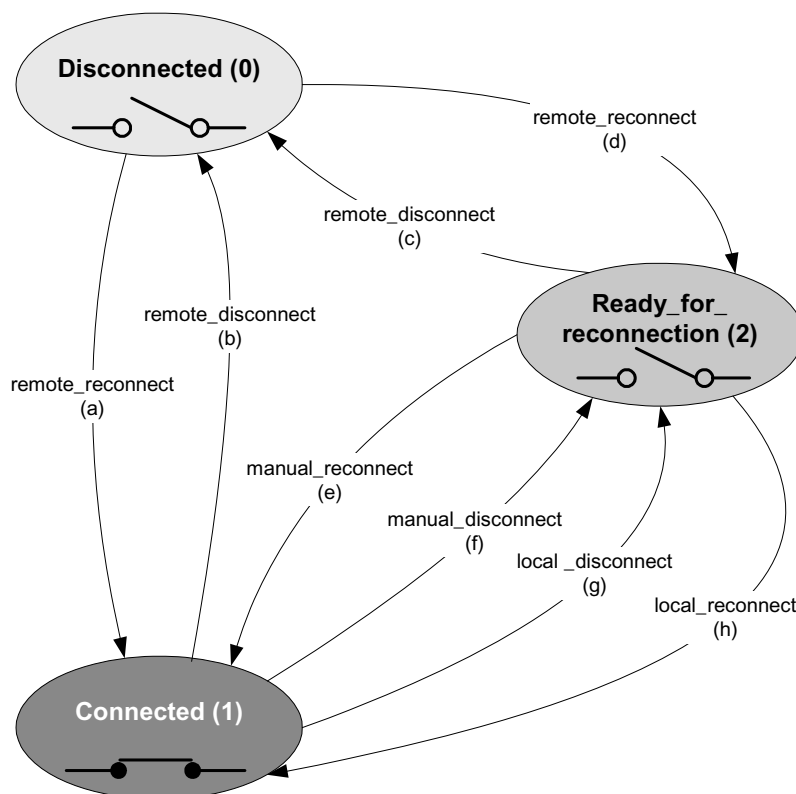 Disconnected (0)
remote_reconnect
(d)
remote_disconnect
(c)
Ready_for_
reconnection (2)
remote_disconnect
(b)
remote_reconnect
(a)
manual_reconnect
(e)
manual_disconnect
(f)
local _disconnect
(g)
local_reconnect
(h)
Connected (1)